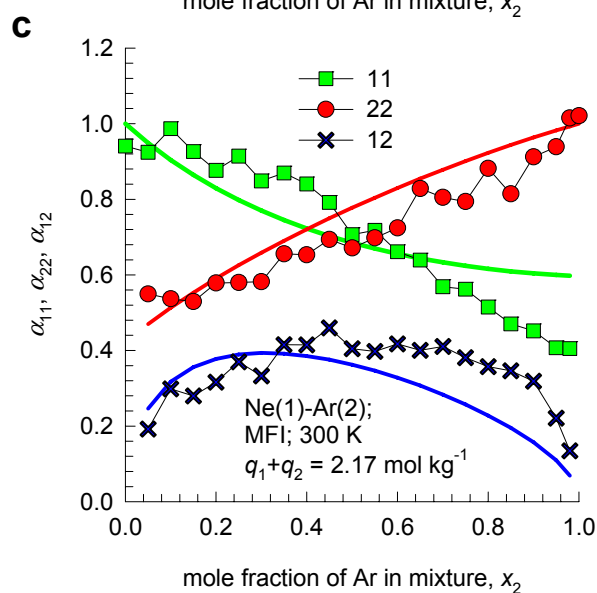 mole fraction of Ar in mixture, x2
c
1.2
1.0
0.8
0.6
0.4
0.2
0.0
α11, α22, α12
11
22
12
Ne(1)-Ar(2);
MFI; 300 K
q1+q2 = 2.17 mol kg-1
0.0 0.2 0.4 0.6 0.8 1.0
mole fraction of Ar in mixture, x2